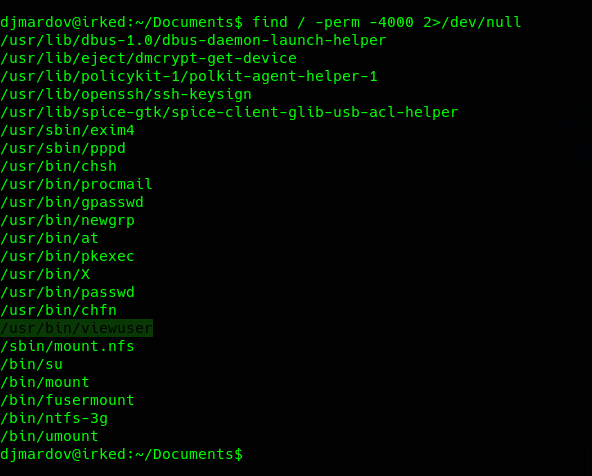 djmardov@irked:~/Documents$ find / -perm -4000 2>/dev/null
/usr/lib/dbus-1.0/dbus-daemon-launch-helper
/usr/lib/eject/dmcrypt-get-device
/usr/lib/policykit-1/polkit-agent-helper-1
/usr/lib/openssh/ssh-keysign
/usr/lib/spice-gtk/spice-client-glib-usb-acl-helper
/usr/sbin/exim4
/usr/sbin/pppd
/usr/bin/chsh
/usr/bin/procmail
/usr/bin/gpasswd
/usr/bin/newgrp
/usr/bin/at
/usr/bin/pkexec
/usr/bin/X
/usr/bin/passwd
/usr/bin/chfn
/usr/bin/viewuser
/sbin/mount.nfs
/bin/su
/bin/mount
/bin/fusermount
/bin/ntfs-3g
/bin/umount
djmardov@irked:~/Documents$